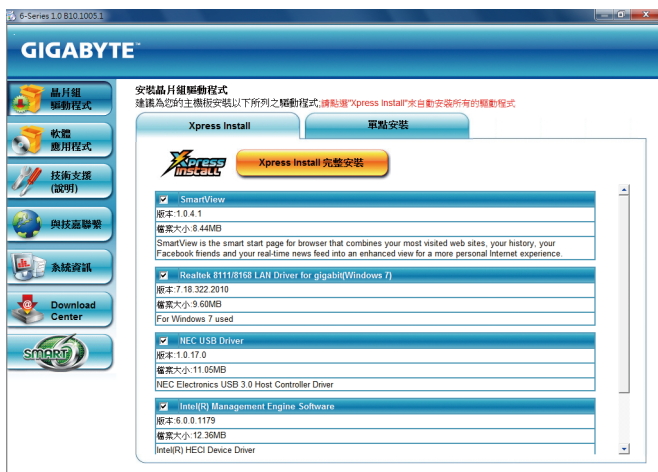 6-Series 1.0 B10.1005.1
GIGABYTE™
晶片組
驅動程式
軟體
應用程式
技術支援
(說明)
與技嘉聯繫
系統資訊
Download
Center
SMART
安裝晶片組驅動程式
建議為您的主機板安裝以下所列之驅動程式;請點選"Xpress Install"來自動安裝所有的驅動程式
Xpress Install
單點安裝
Xpress
Install
Xpress Install 完整安裝
SmartView
版本:1.0.4.1
檔案大小:8.44MB
SmartView is the smart start page for browser that combines your most visited web sites, your history, your
Facebook friends and your real-time news feed into an enhanced view for a more personal Internet experience.
Realtek 8111/8168 LAN Driver for gigabit(Windows 7)
版本:7.18.322.2010
檔案大小:9.60MB
For Windows 7 used
NEC USB Driver
版本:1.0.17.0
檔案大小:11.05MB
NEC Electronics USB 3.0 Host Controller Driver
Intel(R) Management Engine Software
版本:6.0.0.1179
檔案大小:12.36MB
Intel(R) HECI Device Driver